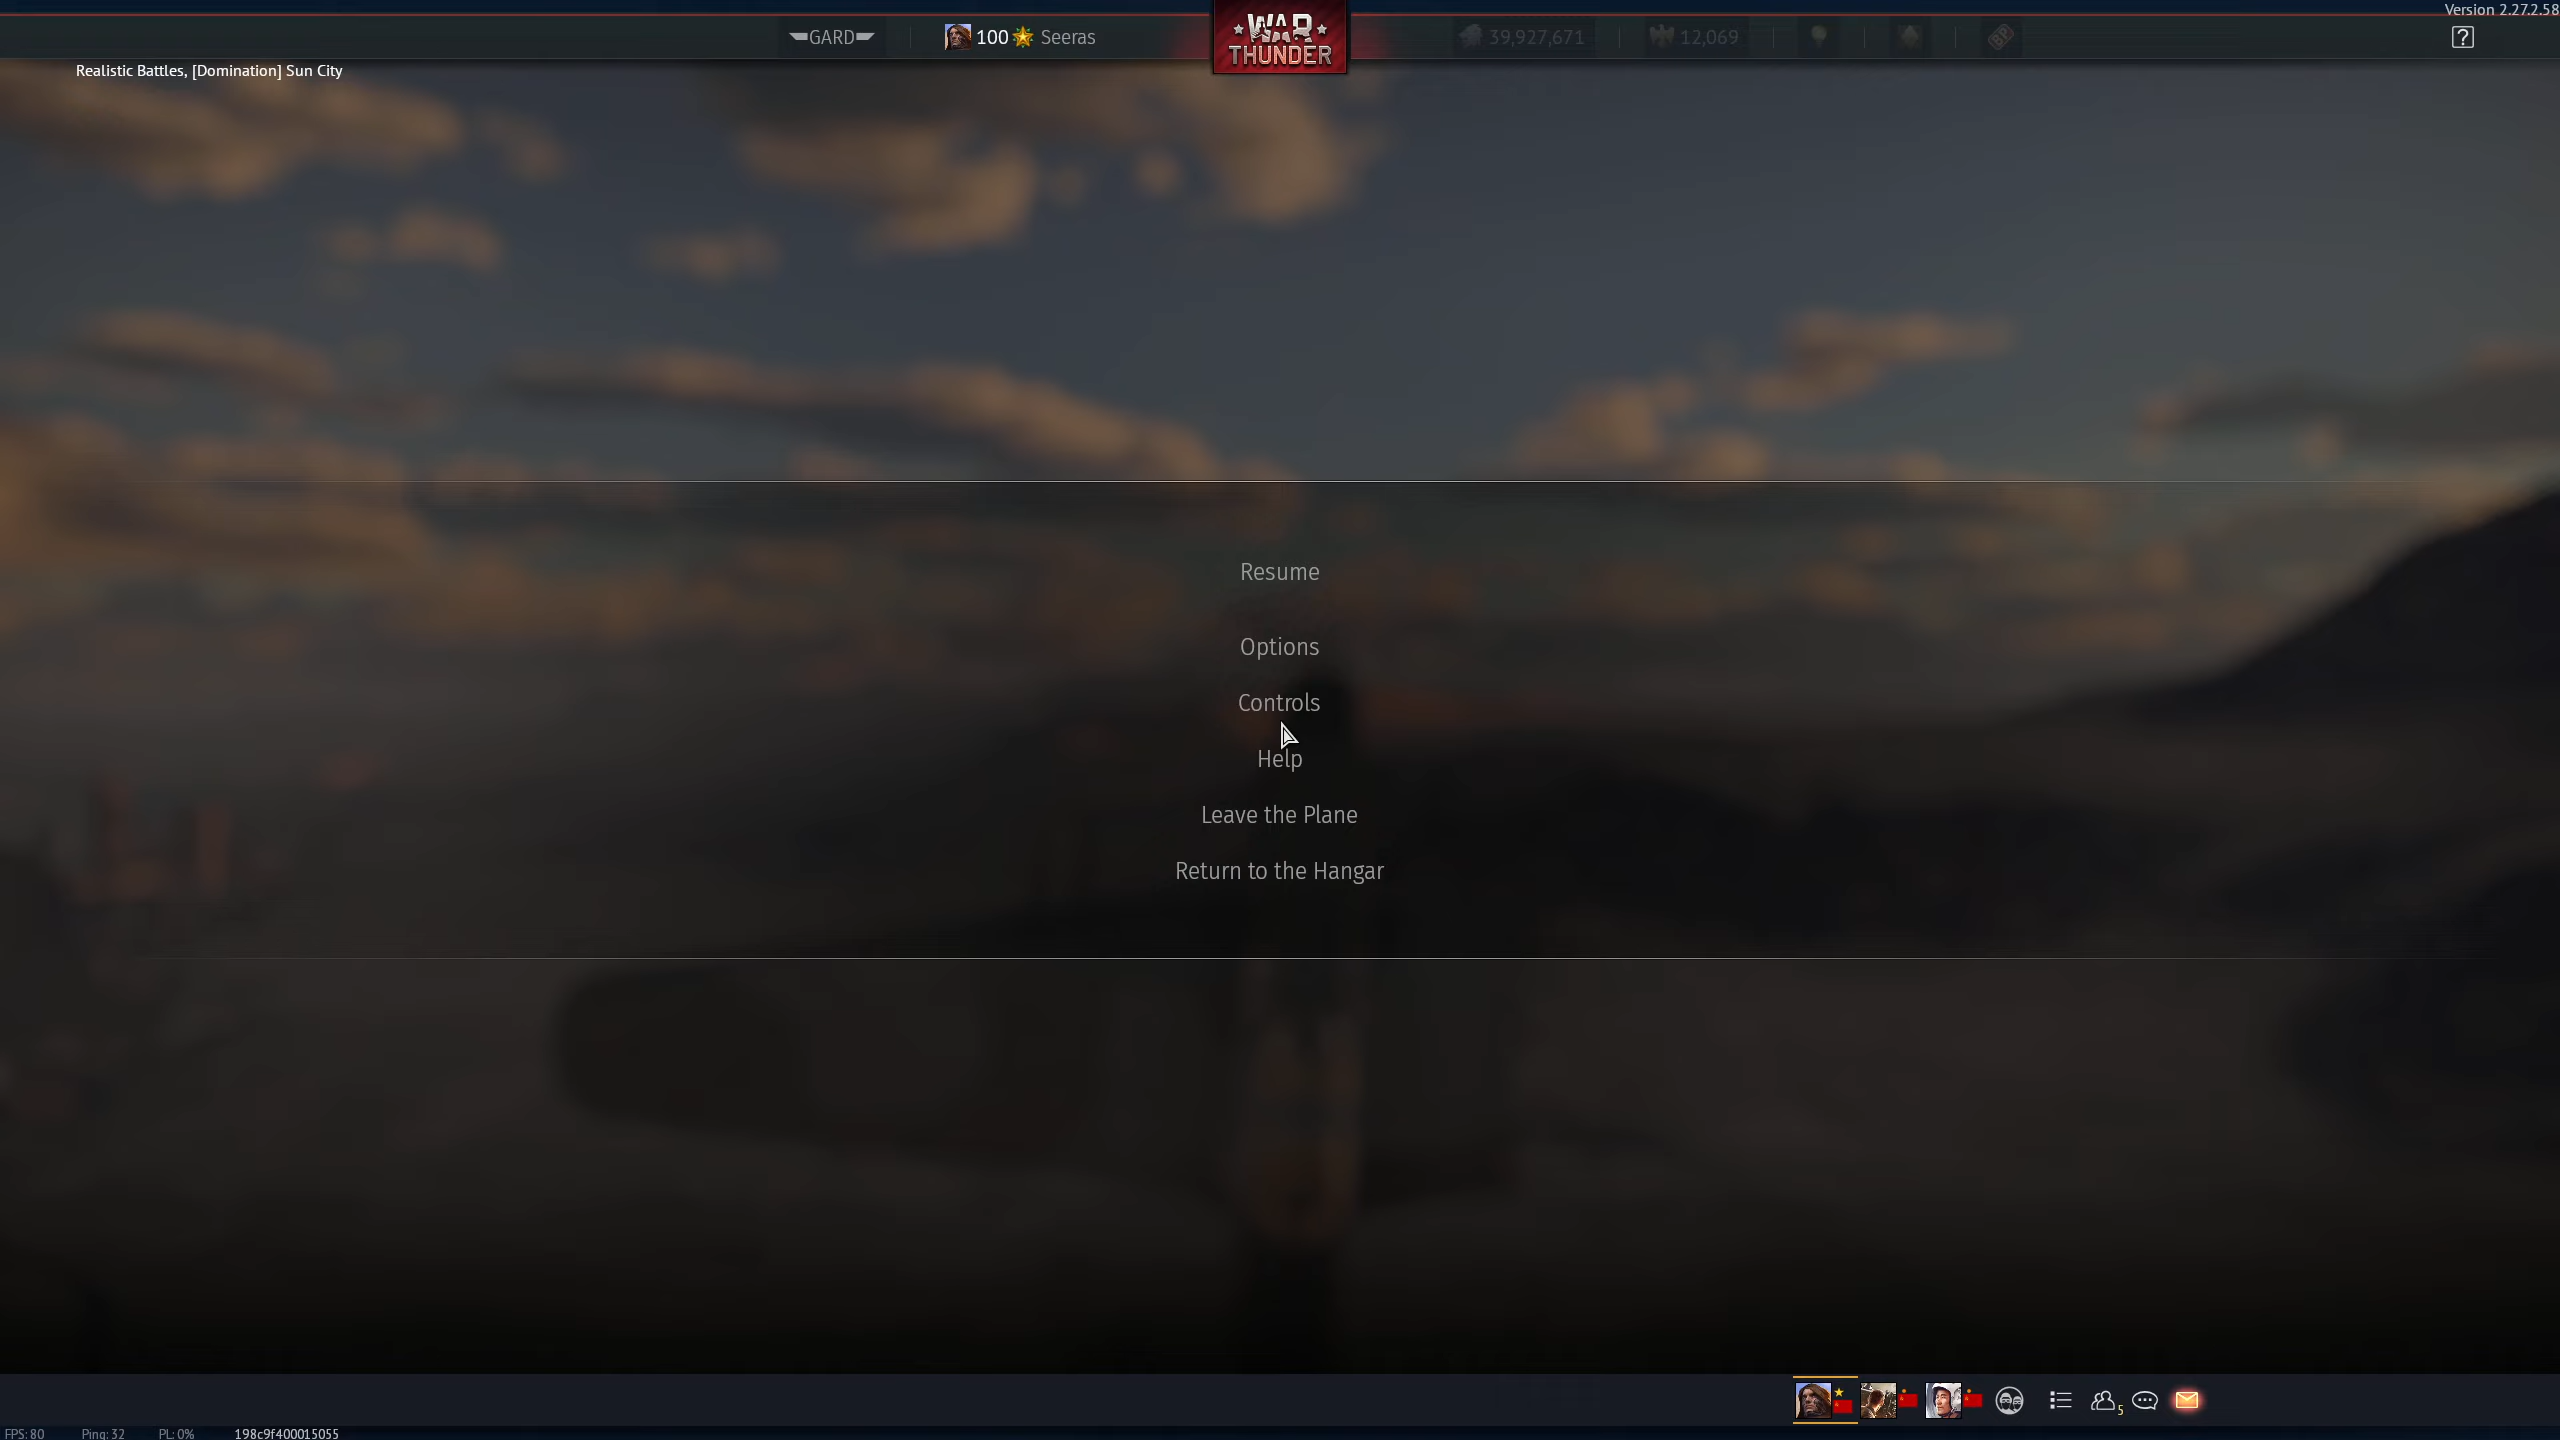 Version 2.27.2.58
GARD
100 Seeras
WAR THUNDER
39,927,671
12,069
?
Realistic Battles, [Domination] Sun City
Resume
Options
Controls
Help
Leave the Plane
Return to the Hangar
5
FPS: 80 Ping: 32 PL: 0% 198c9f400015055